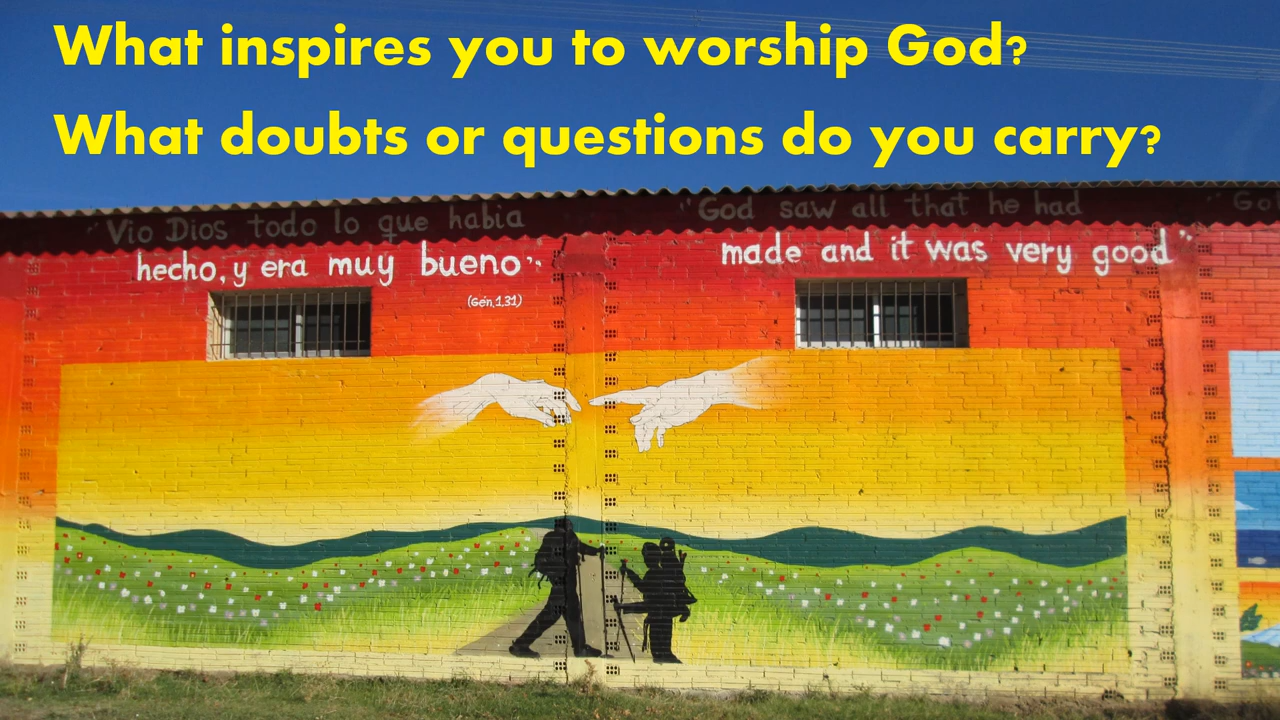 What inspires you to worship God?
What doubts or questions do you carry?
"Vio Dios todo lo que habia
hecho, y era muy bueno".
(Gén.1,31)
"God saw all that he had
made and it was very good"